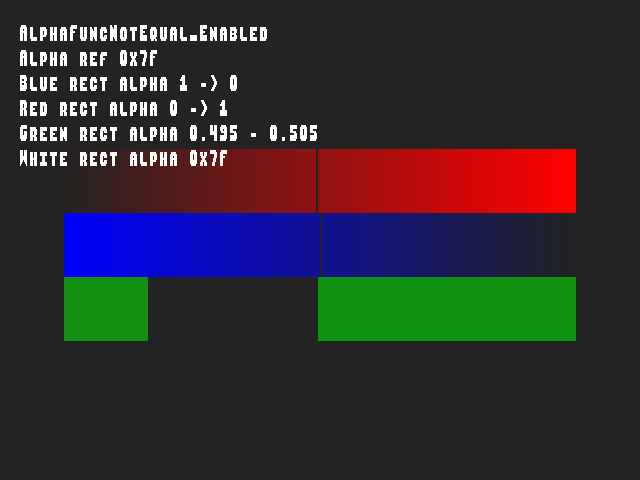 AlphaFuncNotEqual_Enabled
Alpha ref 0x7f
Blue rect alpha 1 -> 0
Red rect alpha 0 -> 1
Green rect alpha 0.495 - 0.505
White rect alpha 0x7f